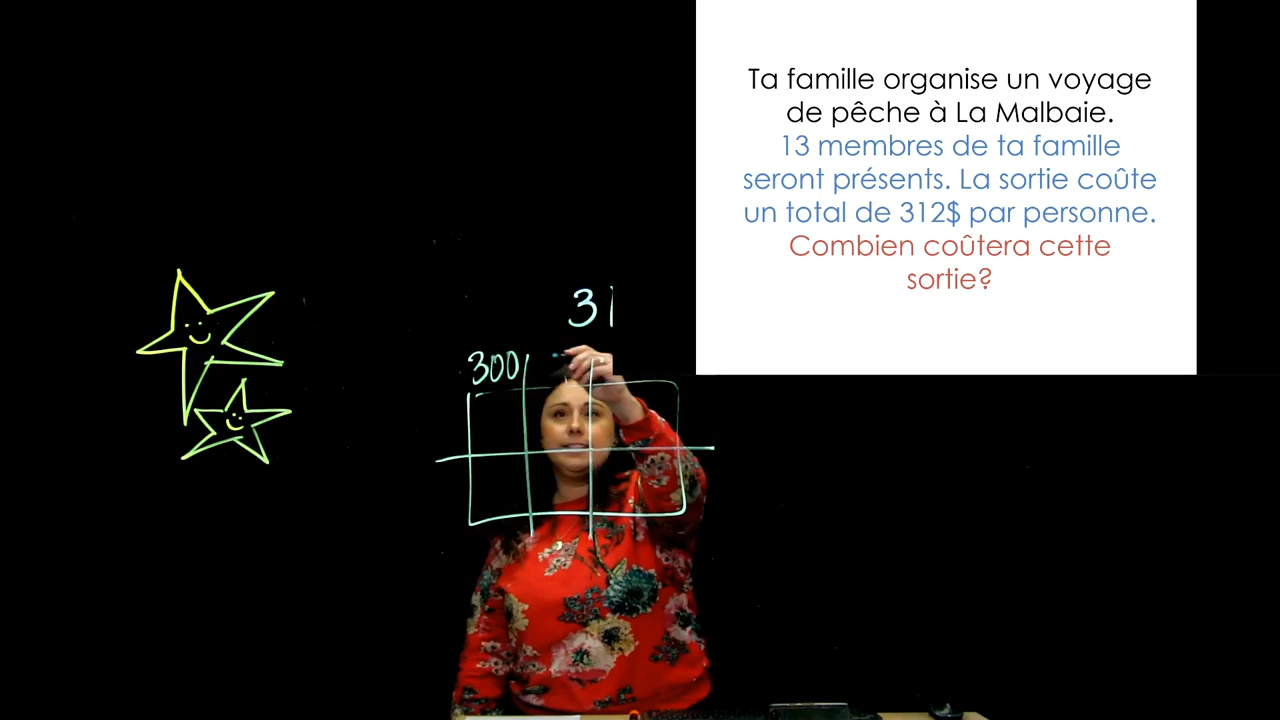 Ta famille organise un voyage
de pêche à La Malbaie.
13 membres de ta famille
seront présents. La sortie coûte
un total de 312$ par personne.
Combien coûtera cette
sortie?
31
300